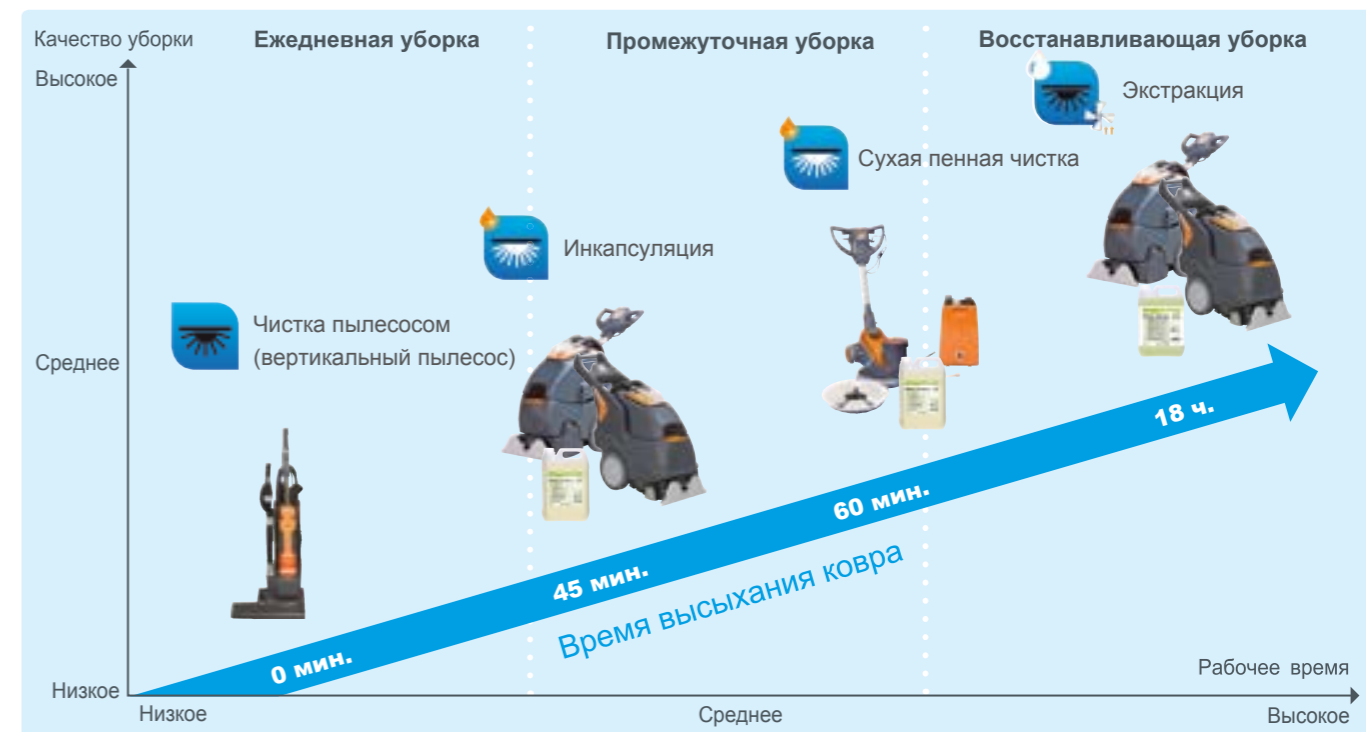 Качество уборки
Ежедневная уборка
Промежуточная уборка
Восстанавливающая уборка
Высокое
Экстракция
Сухая пенная чистка
Инкапсуляция
Чистка пылесосом
(вертикальный пылесос)
Среднее
18 ч.
60 мин.
45 мин.
Время высыхания ковра
0 мин.
Рабочее время
Низкое
Низкое
Среднее
Высокое